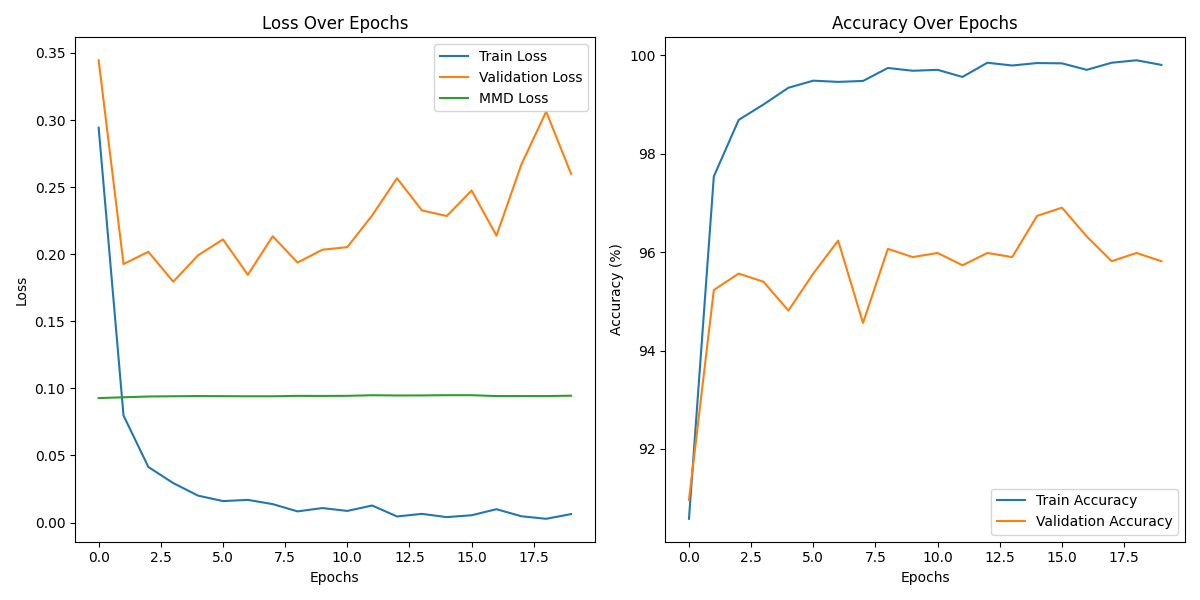 Loss Over Epochs
Loss
0.35
0.30
0.25
0.20
0.15
0.10
0.05
0.00
Train Loss
Validation Loss
MMD Loss
0.0 2.5 5.0 7.5 10.0 12.5 15.0 17.5
Epochs
Accuracy Over Epochs
Accuracy (%)
100
98
96
94
92
Train Accuracy
Validation Accuracy
0.0 2.5 5.0 7.5 10.0 12.5 15.0 17.5
Epochs